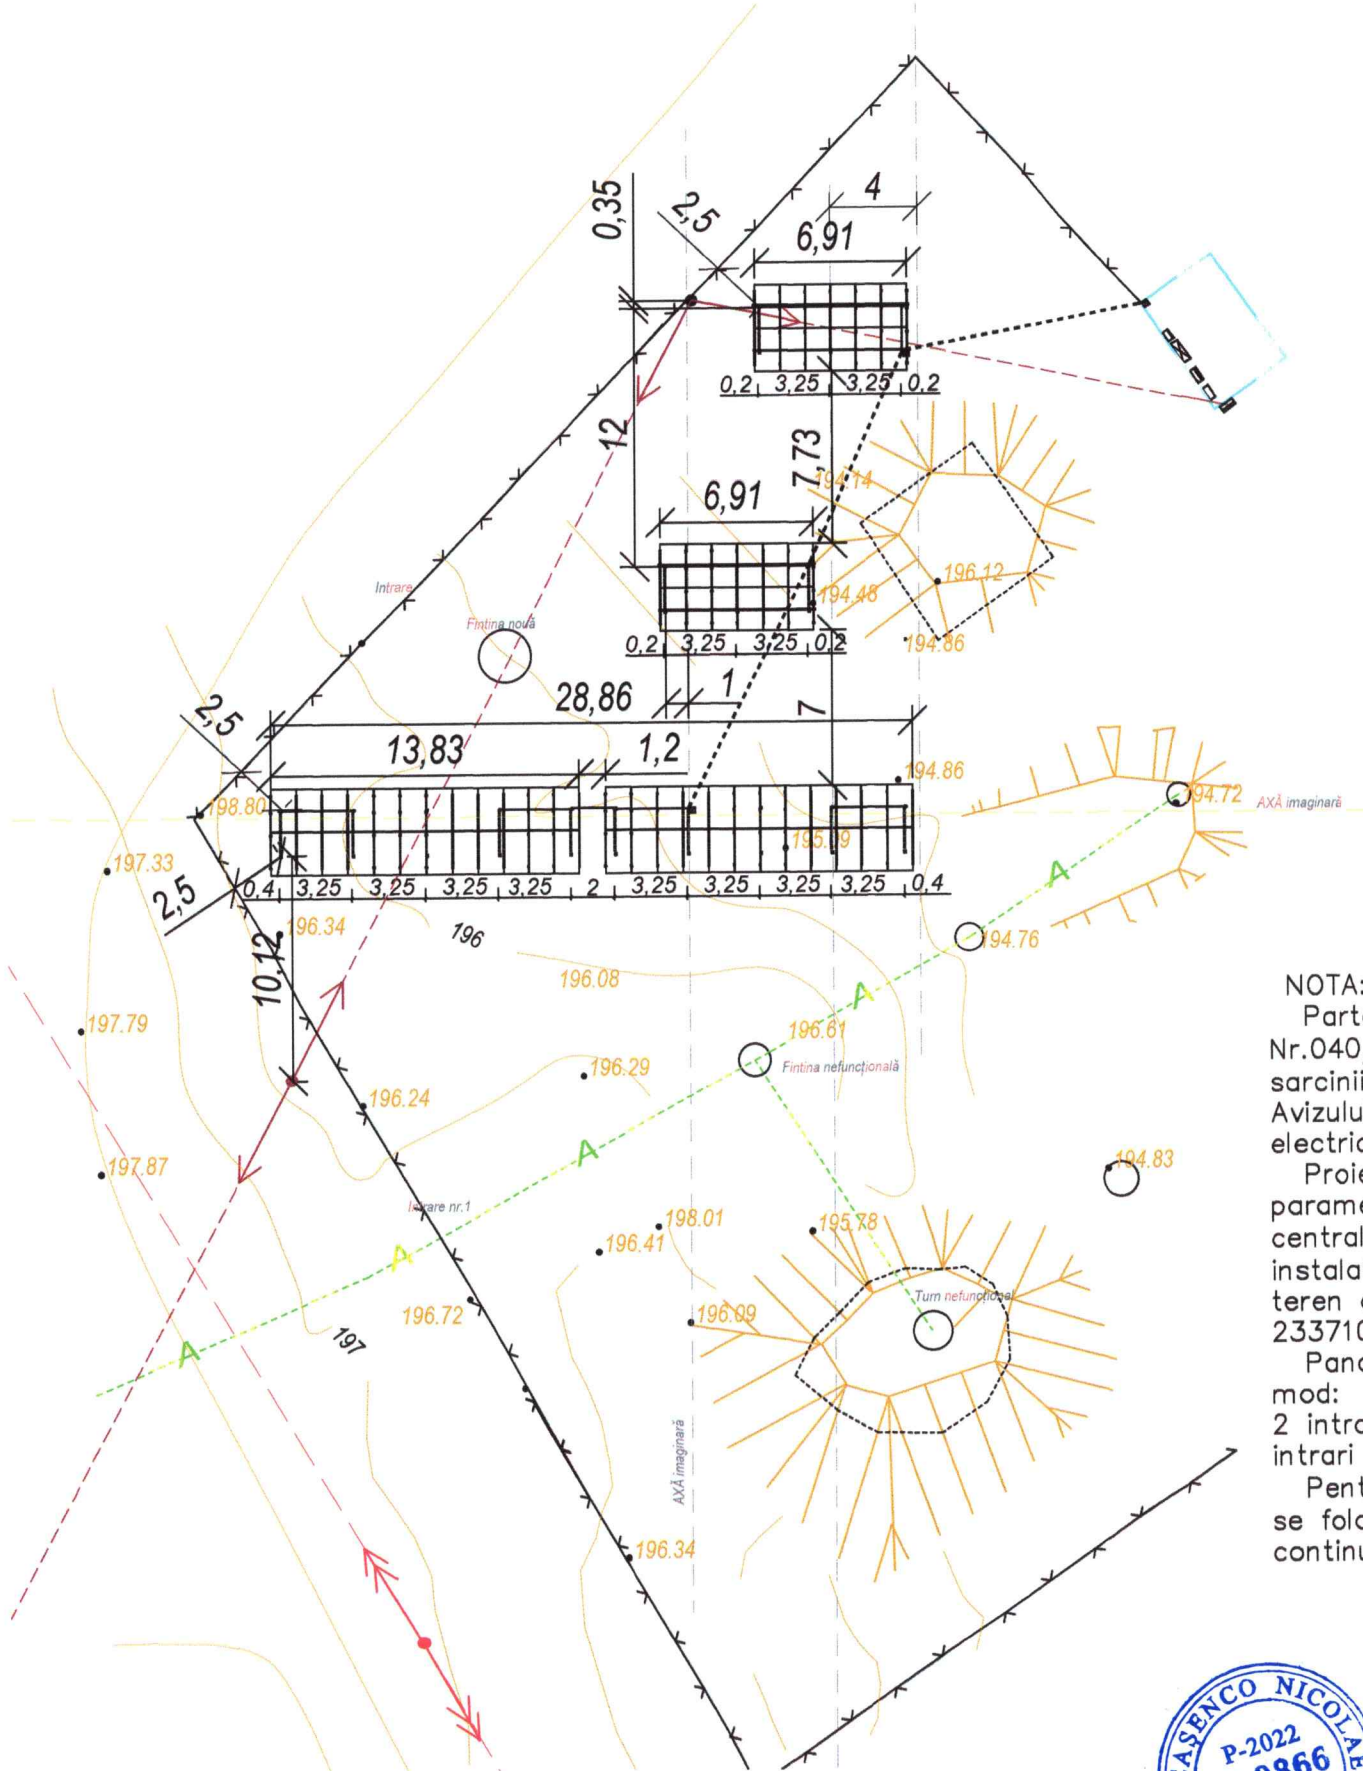 4
0,35
2,5
6,91
0,2 3,25 3,25 0,2
12
7,73
194.14
6,91
196.12
194.48
Intrare
Fintina nouă
0,2 3,25 3,25 0,2
194.86
1
28,86
7
2,5
13,83
1,2
194.86
198.80
194.72
AXĂ imaginară
195.09
197.33
A
2,5
0,4 3,25 3,25 3,25 3,25 2 3,25 3,25 3,25 3,25 0,4
196.34
196
194.76
10,12
196.08
A
197.79
196.61
Fintina nefuncțională
196.29
196.24
A
197.87
194.83
Intrare nr.1
198.01
195.78
196.41
A
196.72
Turn nefuncțional
196.09
197
A
AXĂ imaginară
196.34
NOTA:
Nr.040
sarcinii
Avizulu
electric
Proie
parame
central
instala
teren
23371
Pano
mod:
2 intra
intrari
Pent
se folo
continu
NICOLAE
P-2022